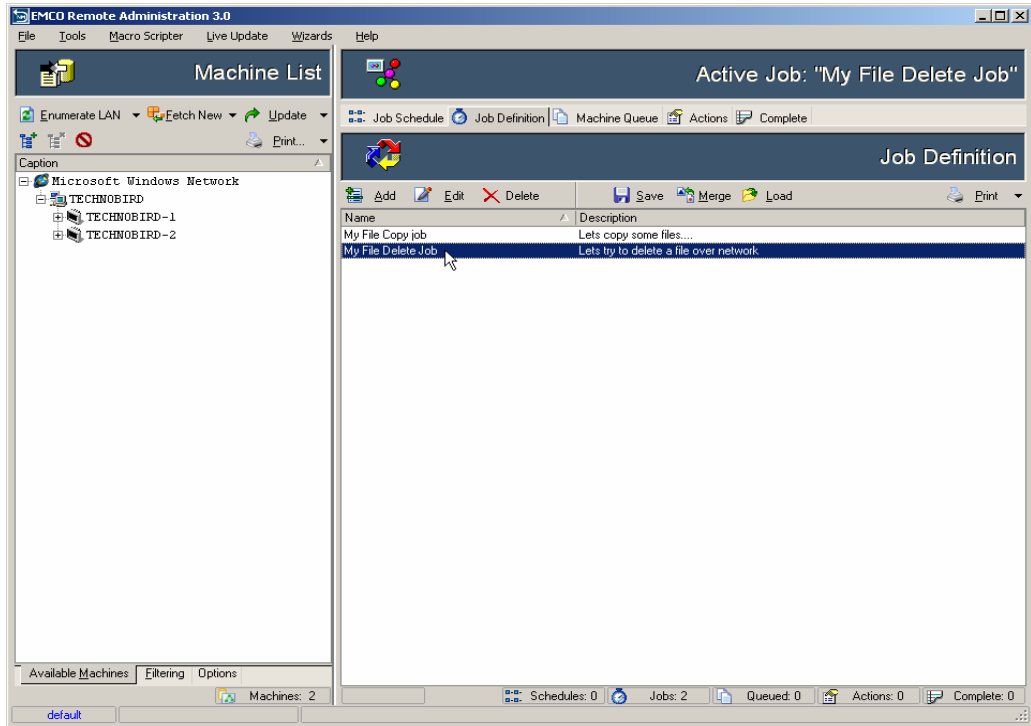 EMCO Remote Administration 3.0
File Tools Macro Scripter Live Update Wizards Help
Machine List
Active Job: "My File Delete Job"
Enumerate LAN Fetch New Update
Job Schedule Job Definition Machine Queue Actions Complete
Print...
Job Definition
Caption
Microsoft Windows Network
TECHNOBIRD
TECHNOBIRD-1
TECHNOBIRD-2
Add Edit Delete Save Merge Load Print
Name Description
My File Copy job Lets copy some files....
My File Delete Job Lets try to delete a file over network
Available Machines Filtering Options
Machines: 2
Schedules: 0 Jobs: 2 Queued: 0 Actions: 0 Complete: 0
default